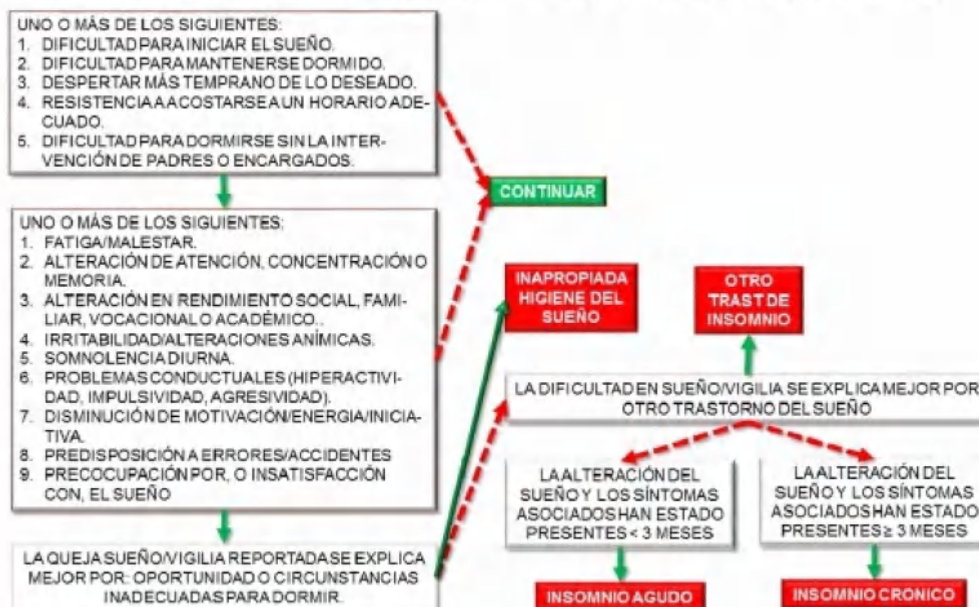 UNO O MÁS DE LOS SIGUIENTES:
1. DIFICULTAD PARA INICIAR EL SUEÑO.
2. DIFICULTAD PARA MANTENERSE DORMIDO.
3. DESPERTAR MÁS TEMPRANO DE LO DESEADO.
4. RESISTENCIA A ACOSTARSE A UN HORARIO ADE-
CUADO.
5. DIFICULTAD PARA DORMIRSE SIN LA INTER-
VENCIÓN DE PADRES O ENCARGADOS.
CONTINUAR
UNO O MÁS DE LOS SIGUIENTES:
1. FATIGA/MALESTAR.
2. ALTERACIÓN DE ATENCIÓN, CONCENTRACIÓN O
MEMORIA.
3. ALTERACIÓN EN RENDIMIENTO SOCIAL, FAMI-
LIAR, VOCACIONAL O ACADÉMICO..
4. IRRITABILIDAD/ALTERACIONES ANÍMICAS.
5. SOMNOLENCIA DIURNA.
6. PROBLEMAS CONDUCTUALES (HIPERACTIVI-
DAD, IMPULSIVIDAD, AGRESIVIDAD).
7. DISMINUCIÓN DE MOTIVACIÓN/ENERGIA/INICIA-
TIVA.
8. PREDISPOSICIÓN A ERRORES/ACCIDENTES
9. PRECOCUPACIÓN POR, O INSATISFACCIÓN
CON, EL SUEÑO
INAPROPIADA
HIGIENE DEL
SUEÑO
OTRO
TRAST DE
INSOMNIO
LA DIFICULTAD EN SUEÑO/VIGILIA SE EXPLICA MEJOR POR
OTRO TRASTORNO DEL SUEÑO
LA ALTERACIÓN DEL
SUEÑO Y LOS SÍNTOMAS
ASOCIADOS HAN ESTADO
PRESENTES < 3 MESES
LA ALTERACIÓN DEL
SUEÑO Y LOS SÍNTOMAS
ASOCIADOS HAN ESTADO
PRESENTES ≥ 3 MESES
LA QUEJA SUEÑO/VIGILIA REPORTADA SE EXPLICA
MEJOR POR: OPORTUNIDAD O CIRCUNSTANCIAS
INADECUADAS PARA DORMIR.
INSOMNIO AGUDO
INSOMNIO CRONICO